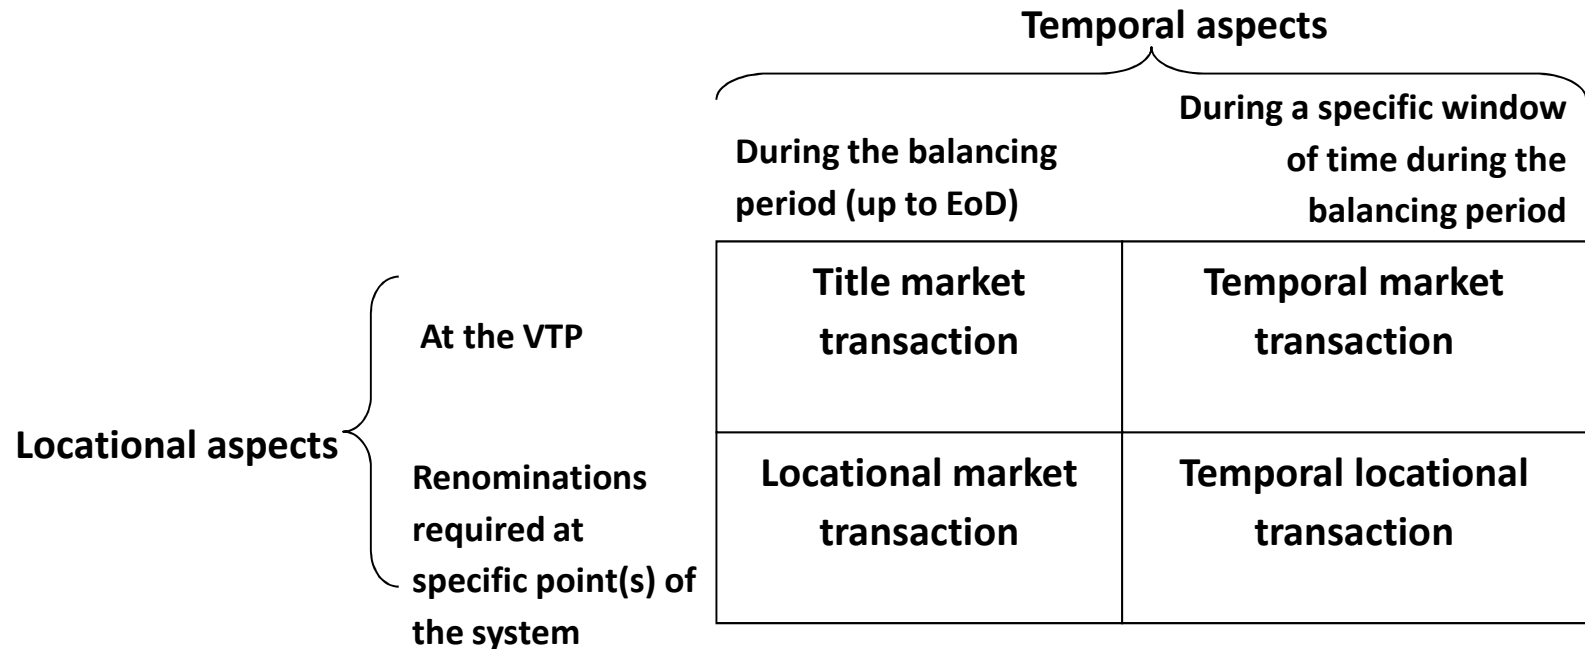 Temporal aspects
During the balancing
period (up to EoD)
During a specific window
of time during the
balancing period
Locational aspects
At the VTP
Title market
transaction
Temporal market
transaction
Renominations
required at
specific point(s) of
the system
Locational market
transaction
Temporal locational
transaction